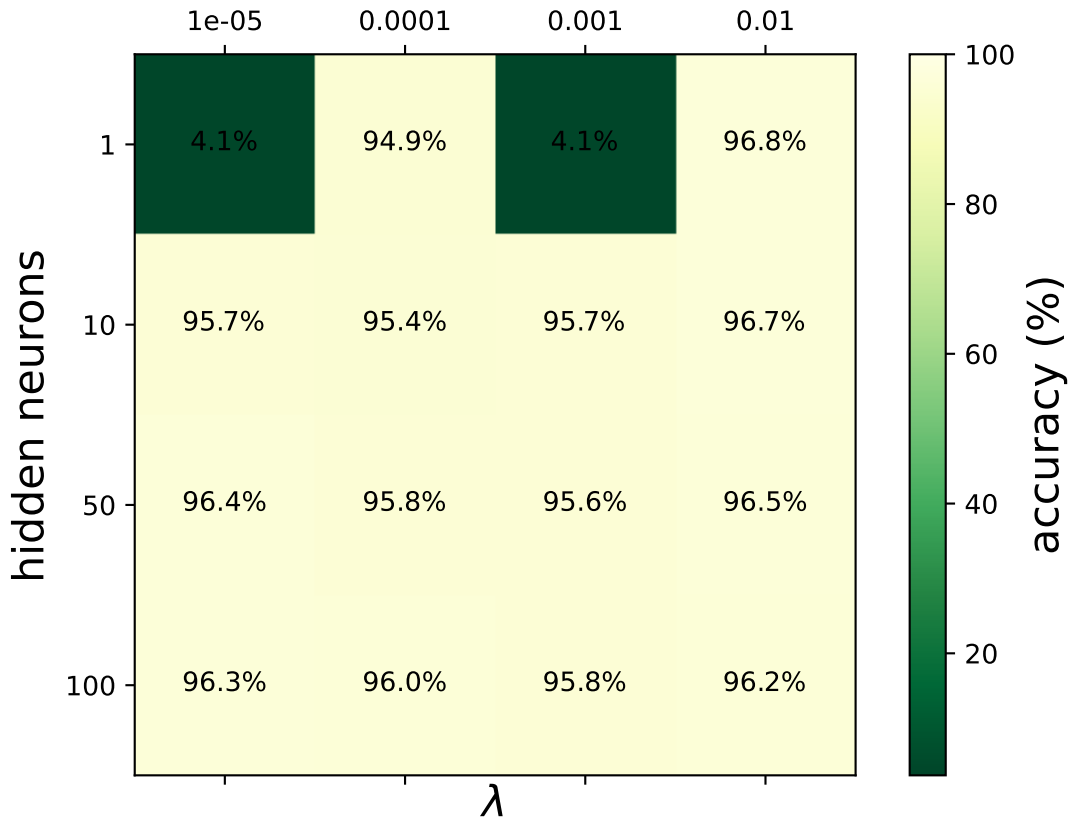 1e-05 0.0001 0.001 0.01
1 4.1% 94.9% 4.1% 96.8%
10 95.7% 95.4% 95.7% 96.7%
50 96.4% 95.8% 95.6% 96.5%
100 96.3% 96.0% 95.8% 96.2%
hidden neurons
λ
100
80
60
40
20
accuracy (%)